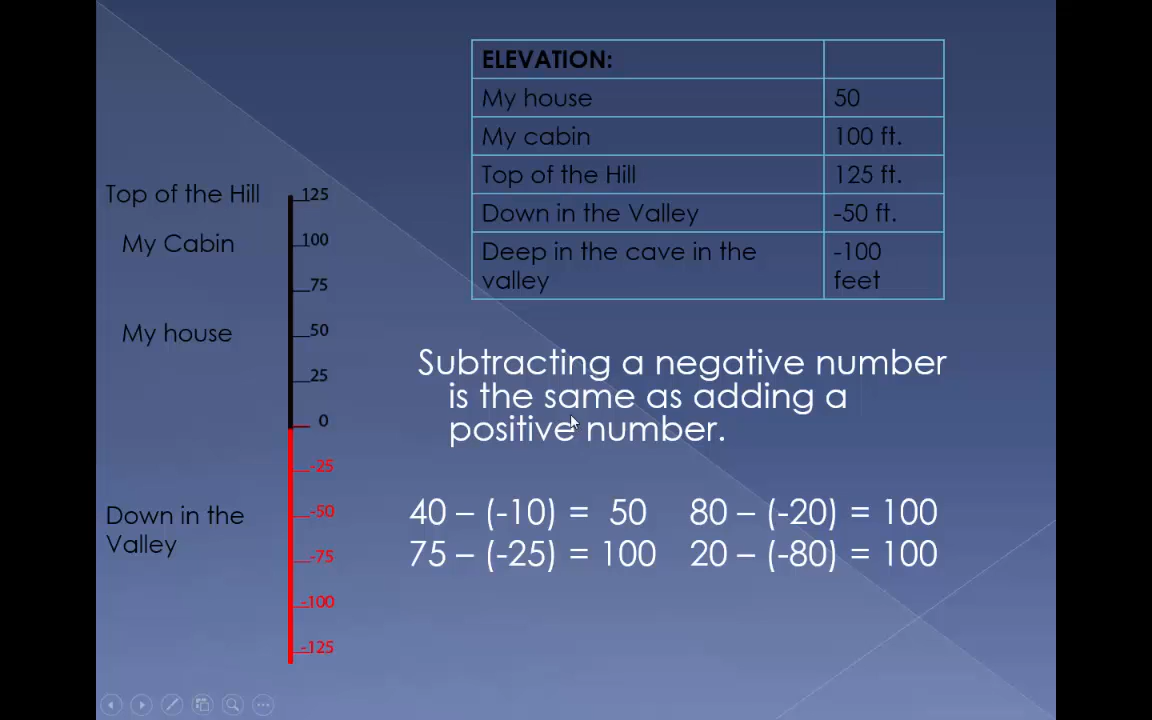 ELEVATION:
My house 50
My cabin 100 ft.
Top of the Hill 125 ft.
Down in the Valley -50 ft.
Deep in the cave in the -100
valley feet
Top of the Hill 125
My Cabin 100
75
My house 50
25
0
-25
Down in the -50
Valley
-75
-100
-125
Subtracting a negative number
is the same as adding a
positive number.
40 – (-10) = 50 80 – (-20) = 100
75 – (-25) = 100 20 – (-80) = 100